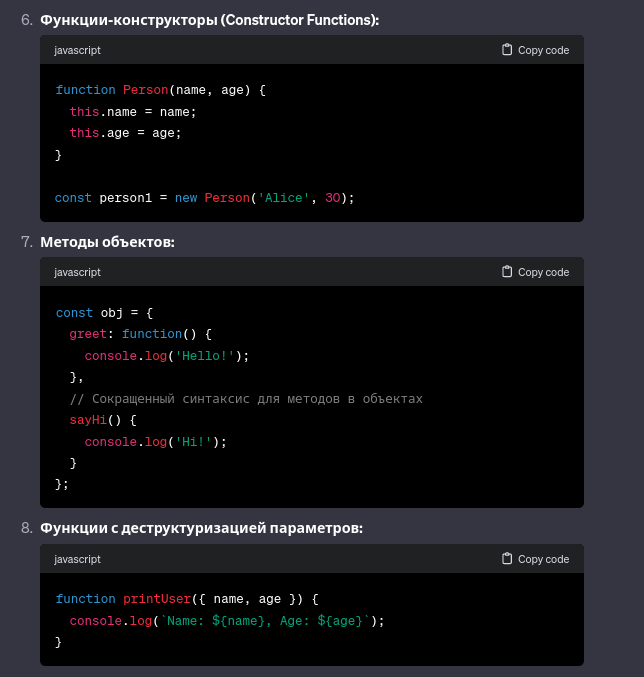 6. Функции-конструкторы (Constructor Functions):
javascript Copy code
function Person(name, age) {
  this.name = name;
  this.age = age;
}
const person1 = new Person('Alice', 30);
7. Методы объектов:
javascript Copy code
const obj = {
  greet: function() {
    console.log('Hello!');
  },
  // Сокращенный синтаксис для методов в объектах
  sayHi() {
    console.log('Hi!');
  }
};
8. Функции с деструктуризацией параметров:
javascript Copy code
function printUser({ name, age }) {
  console.log(`Name: ${name}, Age: ${age}`);
}